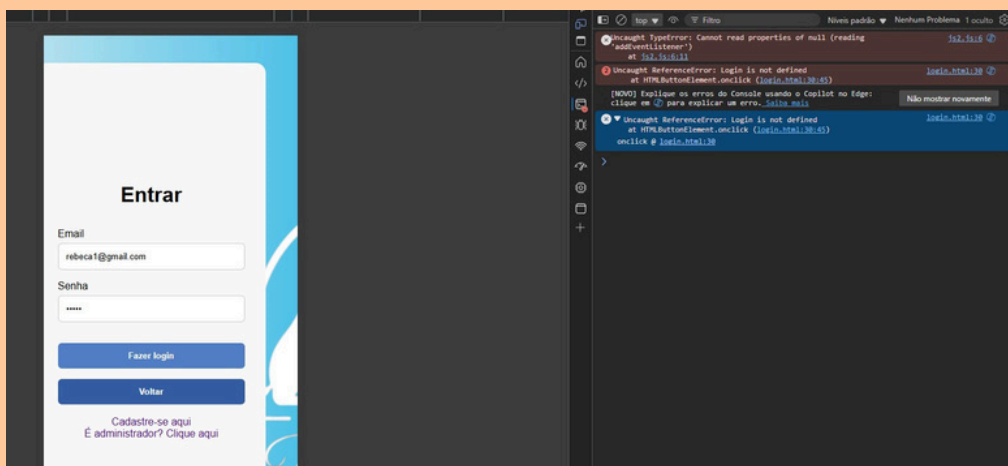 Entrar
Email
rebeca1@gmail.com
Senha
•••••
Fazer login
Voltar
Cadastre-se aqui
É administrador? Clique aqui
top
Filtro
Níveis padrão
Nenhum Problema
1 oculto
Uncaught TypeError: Cannot read properties of null (reading js2.js:6
'addEventListener')
at js2.js:6:11
2 Uncaught ReferenceError: Login is not defined login.html:30
at HTMLButtonElement.onclick (login.html:30:45)
[NOVO] Explique os erros do Console usando o Copilot no Edge:
clique em para explicar um erro. Saiba mais
Não mostrar novamente
Uncaught ReferenceError: Login is not defined login.html:30
at HTMLButtonElement.onclick (login.html:30:45)
onclick @ login.html:30